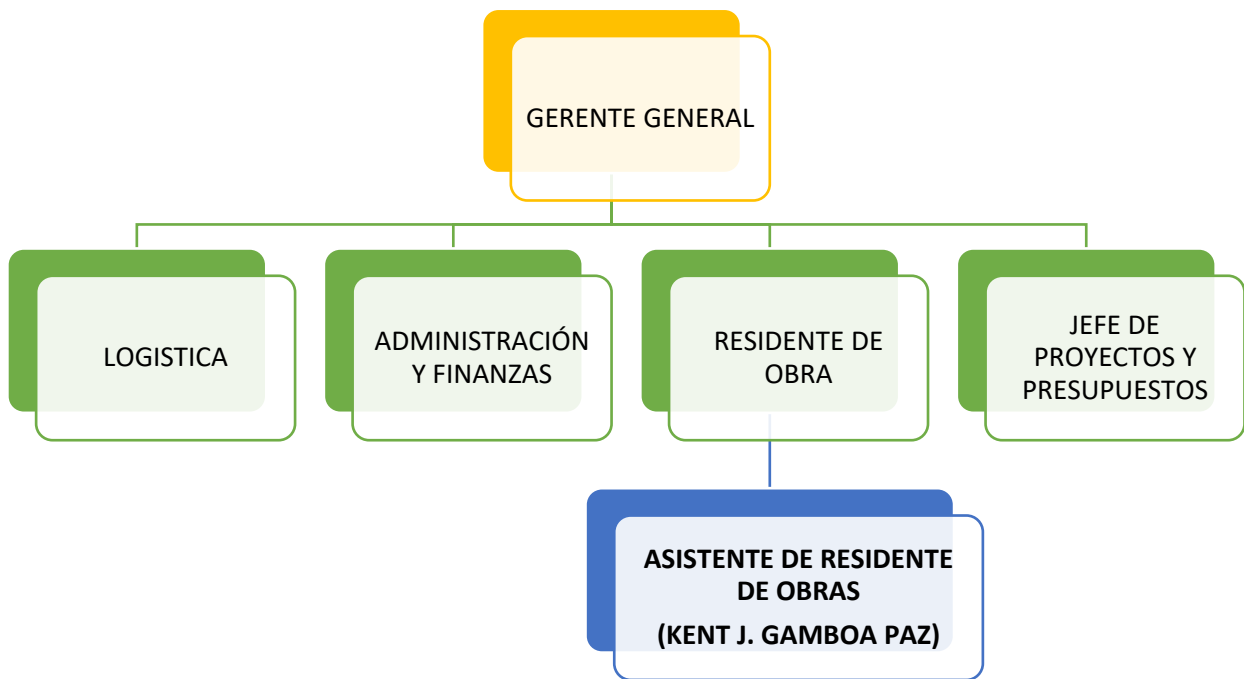 GERENTE GENERAL
LOGISTICA
ADMINISTRACIÓN
Y FINANZAS
RESIDENTE DE
OBRA
JEFE DE
PROYECTOS Y
PRESUPUESTOS
ASISTENTE DE RESIDENTE
DE OBRAS
(KENT J. GAMBOA PAZ)